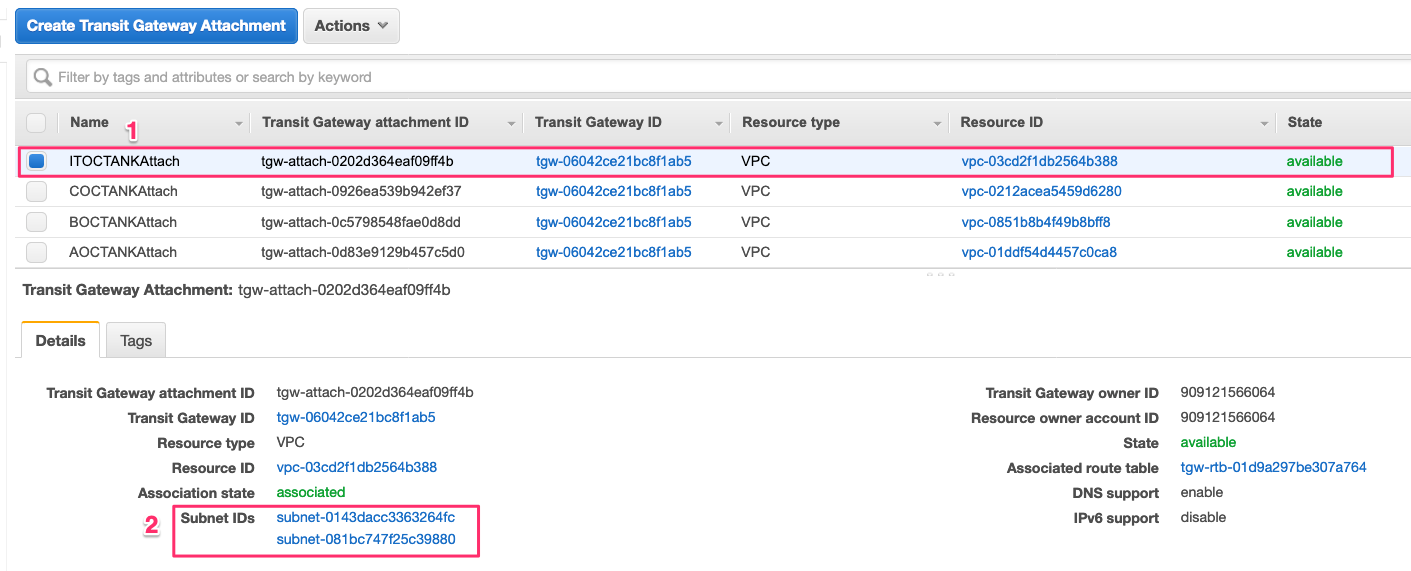 Create Transit Gateway Attachment Actions
Filter by tags and attributes or search by keyword
Name 1 Transit Gateway attachment ID Transit Gateway ID Resource type Resource ID State
ITOCTANKAttach tgw-attach-0202d364eaf09ff4b tgw-06042ce21bc8f1ab5 VPC vpc-03cd2f1db2564b388 available
COCTANKAttach tgw-attach-0926ea539b942ef37 tgw-06042ce21bc8f1ab5 VPC vpc-0212acea5459d6280 available
BOCTANKAttach tgw-attach-0c5798548fae0d8dd tgw-06042ce21bc8f1ab5 VPC vpc-0851b8b4f49b8bff8 available
AOCTANKAttach tgw-attach-0d83e9129b457c5d0 tgw-06042ce21bc8f1ab5 VPC vpc-01ddf54d4457c0ca8 available
Transit Gateway Attachment: tgw-attach-0202d364eaf09ff4b
Details Tags
Transit Gateway attachment ID tgw-attach-0202d364eaf09ff4b Transit Gateway owner ID 909121566064
Transit Gateway ID tgw-06042ce21bc8f1ab5 Resource owner account ID 909121566064
Resource type VPC State available
Resource ID vpc-03cd2f1db2564b388 Associated route table tgw-rtb-01d9a297be307a764
Association state associated DNS support enable
2 Subnet IDs subnet-0143dacc3363264fc IPv6 support disable
subnet-081bc747f25c39880